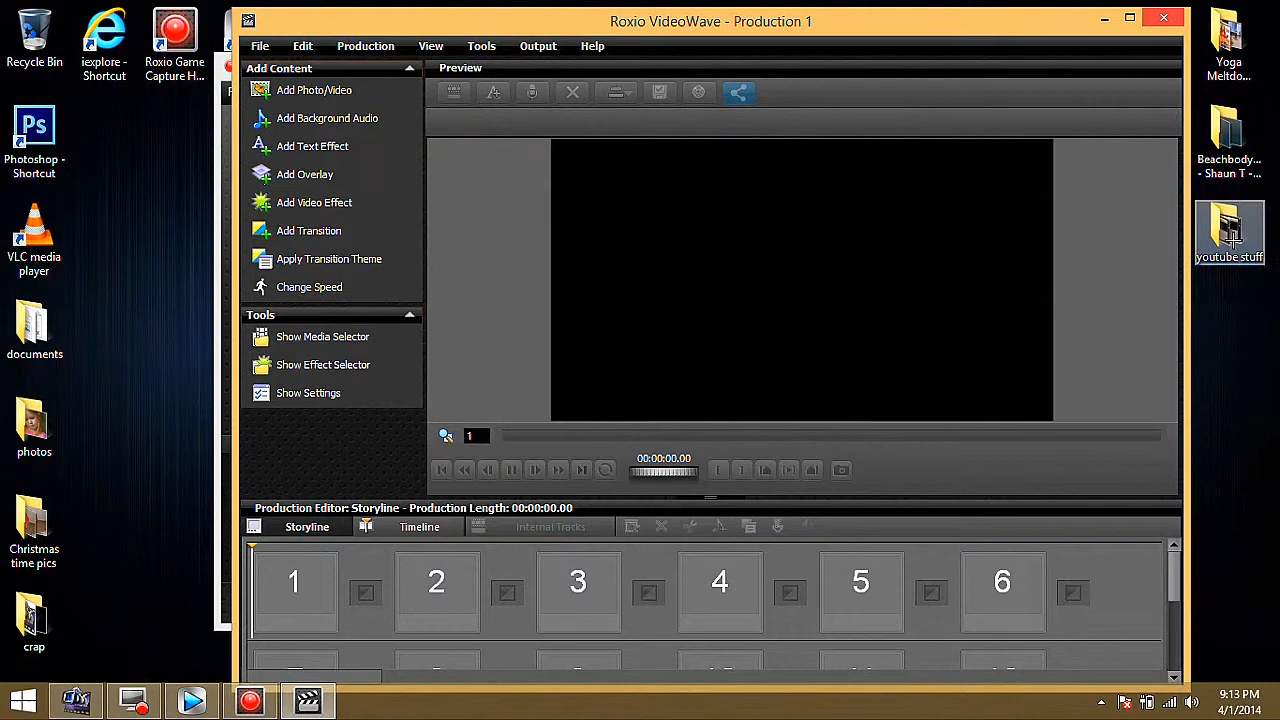 Roxio VideoWave - Production 1
File Edit Production View Tools Output Help
Add Content
Add Photo/Video
Add Background Audio
Add Text Effect
Add Overlay
Add Video Effect
Add Transition
Apply Transition Theme
Change Speed
Tools
Show Media Selector
Show Effect Selector
Show Settings
Preview
1
00:00:00.00
Production Editor: Storyline - Production Length: 00:00:00.00
Storyline Timeline Internal Tracks
1 2 3 4 5 6
Recycle Bin
iexplore -
Shortcut
Roxio Game
Capture H...
Ps
Photoshop -
Shortcut
VLC media
player
documents
photos
Christmas
time pics
crap
Yoga
Meltdo...
Beachbody...
- Shaun T -...
youtube stuff
9:13 PM
4/1/2014